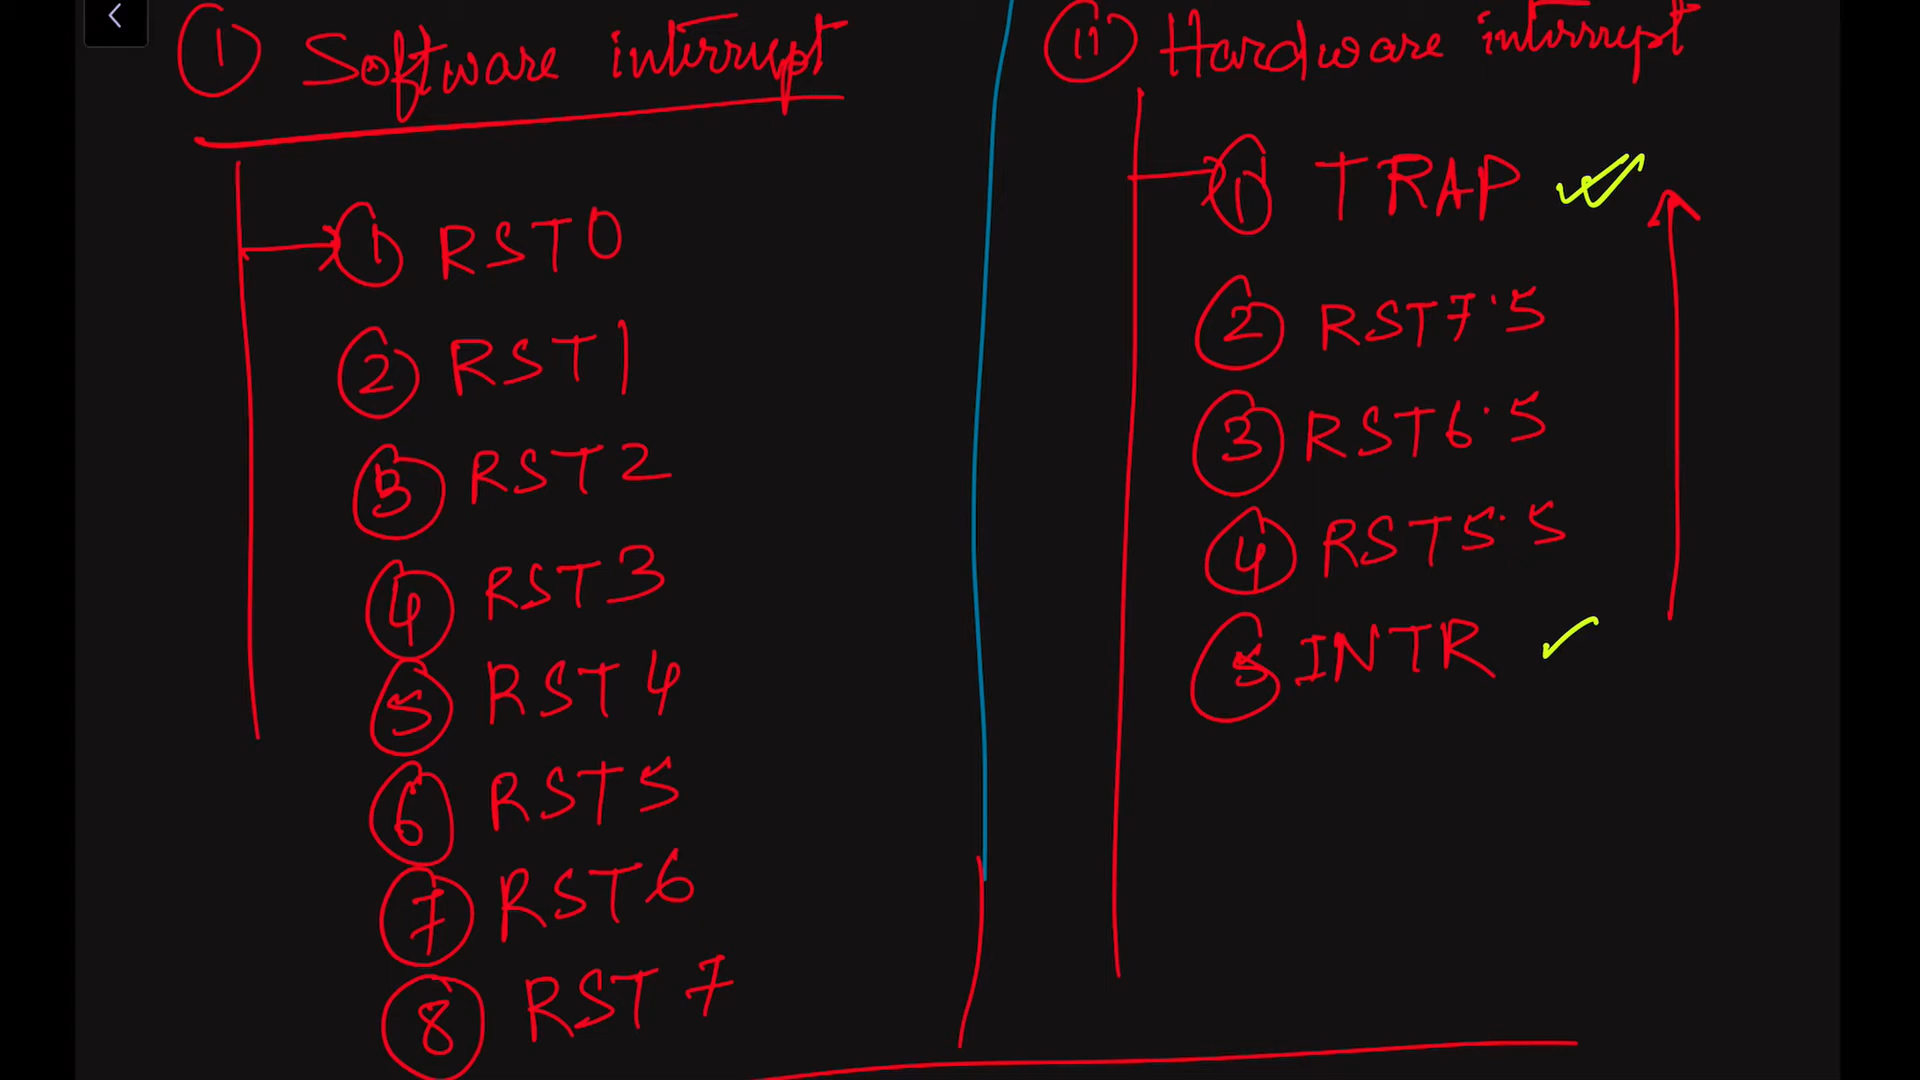 ① Software interrupt
① RST0
② RST1
③ RST2
④ RST3
⑤ RST4
⑥ RST5
⑦ RST6
⑧ RST7
(ii) Hardware interrupt
① TRAP
② RST7.5
③ RST6.5
④ RST5.5
⑤ INTR